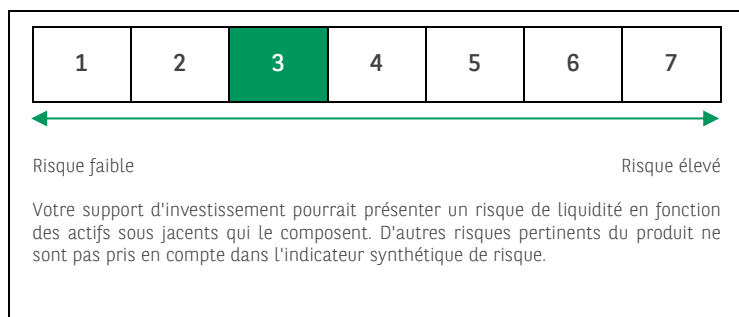 1 2 3 4 5 6 7
Risque faible Risque élevé
Votre support d'investissement pourrait présenter un risque de liquidité en fonction
des actifs sous jacents qui le composent. D'autres risques pertinents du produit ne
sont pas pris en compte dans l'indicateur synthétique de risque.